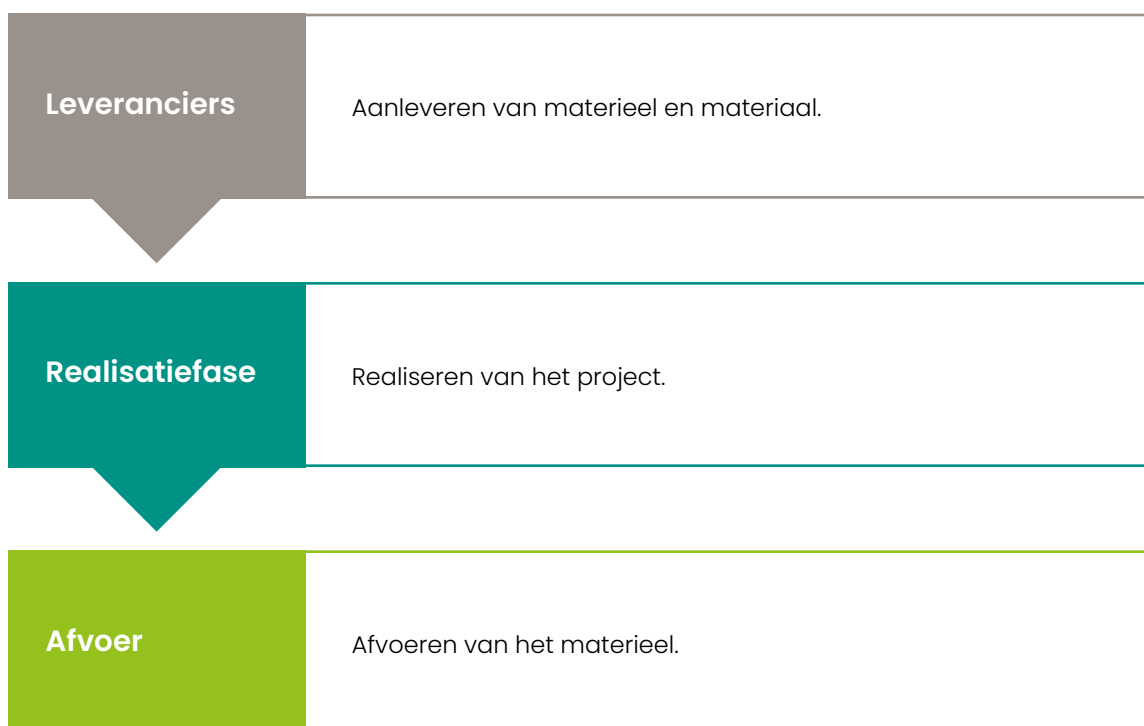 Leveranciers
Aanleveren van materieel en materiaal.
Realisatiefase
Realiseren van het project.
Afvoer
Afvoeren van het materieel.